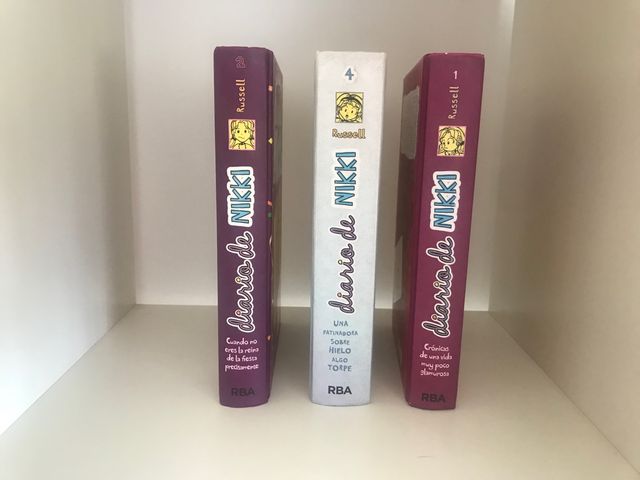 2
Russell
diario de NIKKI
Cuando no
eres la reina
de la fiesta
precisamente
RBA
4
Russell
diario de NIKKI
UNA
PATINADORA
SOBRE
HIELO
ALGO
TORPE
RBA
1
Russell
diario de NIKKI
Crónicas
de una vida
muy poco
glamurosa
RBA